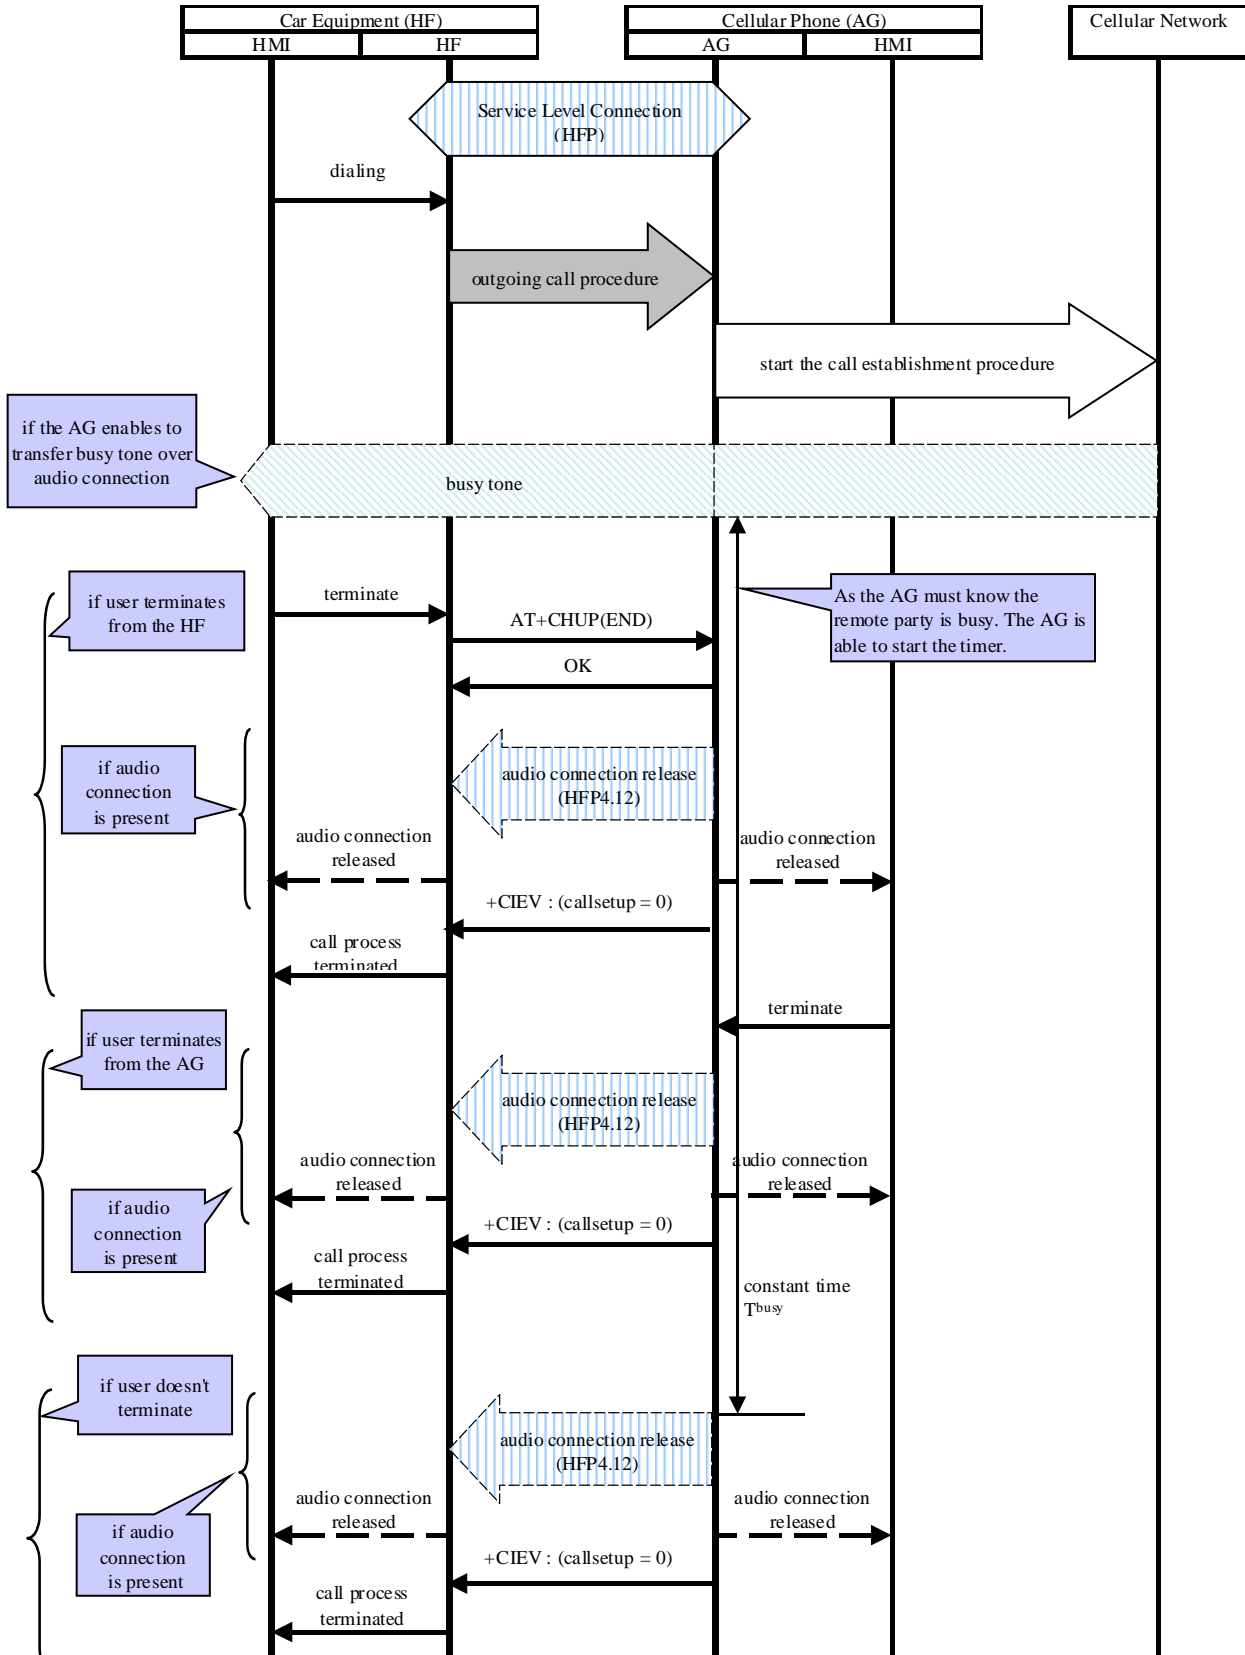 Car Equipment (HF)
Cellular Phone (AG)
Cellular Network
HMI
HF
AG
HMI
Service Level Connection
(HFP)
dialing
outgoing call procedure
start the call establishment procedure
if the AG enables to
transfer busy tone over
audio connection
busy tone
if user terminates
from the HF
terminate
As the AG must know the
remote party is busy. The AG is
able to start the timer.
AT+CHUP(END)
OK
if audio
connection
is present
audio connection release
(HFP4.12)
audio connection
released
audio connection
released
+CIEV : (callsetup = 0)
call process
terminated
terminate
if user terminates
from the AG
audio connection release
(HFP4.12)
audio connection
released
audio connection
released
if audio
connection
is present
+CIEV : (callsetup = 0)
call process
terminated
constant time
Tbusy
if user doesn't
terminate
audio connection release
(HFP4.12)
audio connection
released
audio connection
released
if audio
connection
is present
+CIEV : (callsetup = 0)
call process
terminated